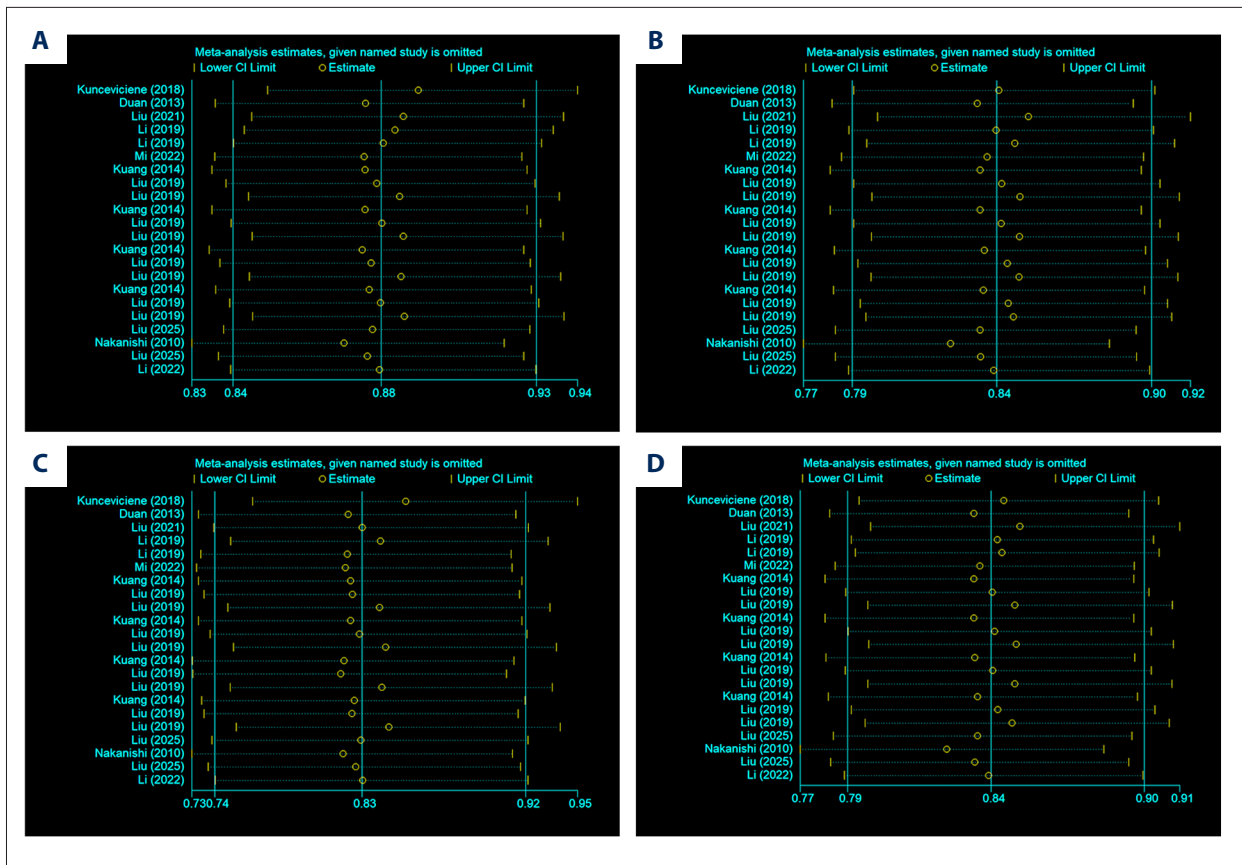 A
Meta-analysis estimates, given named study is omitted
Lower CI Limit Estimate Upper CI Limit
Kunceviciene (2018)
Duan (2013)
Liu (2021)
Li (2019)
Li (2019)
Mi (2022)
Kuang (2014)
Liu (2019)
Liu (2019)
Kuang (2014)
Liu (2019)
Liu (2019)
Kuang (2014)
Liu (2019)
Liu (2019)
Kuang (2014)
Liu (2019)
Liu (2019)
Liu (2025)
Nakanishi (2010)
Liu (2025)
Li (2022)
0.83 0.84 0.88 0.93 0.94
B
Meta-analysis estimates, given named study is omitted
Lower CI Limit Estimate Upper CI Limit
Kunceviciene (2018)
Duan (2013)
Liu (2021)
Li (2019)
Li (2019)
Mi (2022)
Kuang (2014)
Liu (2019)
Liu (2019)
Kuang (2014)
Liu (2019)
Liu (2019)
Kuang (2014)
Liu (2019)
Liu (2019)
Kuang (2014)
Liu (2019)
Liu (2019)
Liu (2025)
Nakanishi (2010)
Liu (2025)
Li (2022)
0.77 0.79 0.84 0.90 0.92
C
Meta-analysis estimates, given named study is omitted
Lower CI Limit Estimate Upper CI Limit
Kunceviciene (2018)
Duan (2013)
Liu (2021)
Li (2019)
Li (2019)
Mi (2022)
Kuang (2014)
Liu (2019)
Liu (2019)
Kuang (2014)
Liu (2019)
Liu (2019)
Kuang (2014)
Liu (2019)
Liu (2019)
Kuang (2014)
Liu (2019)
Liu (2019)
Liu (2025)
Nakanishi (2010)
Liu (2025)
Li (2022)
0.73 0.74 0.83 0.92 0.95
D
Meta-analysis estimates, given named study is omitted
Lower CI Limit Estimate Upper CI Limit
Kunceviciene (2018)
Duan (2013)
Liu (2021)
Li (2019)
Li (2019)
Mi (2022)
Kuang (2014)
Liu (2019)
Liu (2019)
Kuang (2014)
Liu (2019)
Liu (2019)
Kuang (2014)
Liu (2019)
Liu (2019)
Kuang (2014)
Liu (2019)
Liu (2019)
Liu (2025)
Nakanishi (2010)
Liu (2025)
Li (2022)
0.77 0.79 0.84 0.90 0.91